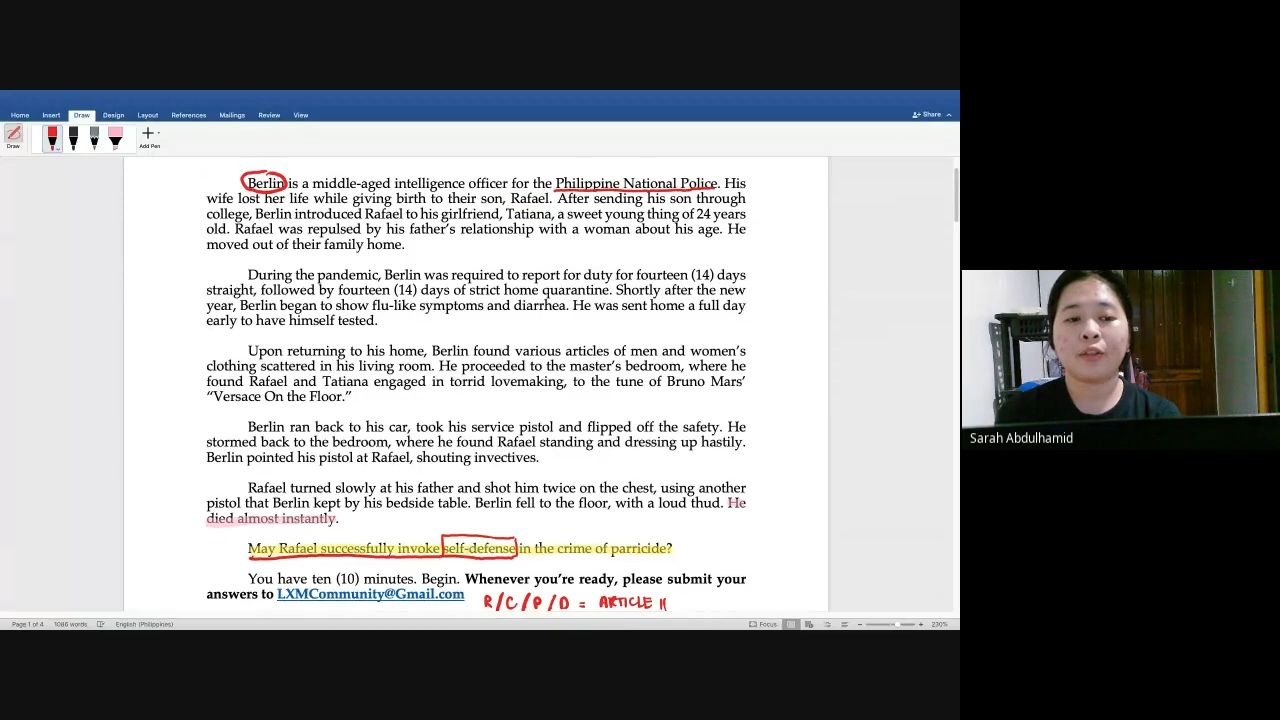 Home Insert Draw Design Layout References Mailings Review View Share
Draw Add Pen
Berlin is a middle-aged intelligence officer for the Philippine National Police. His
wife lost her life while giving birth to their son, Rafael. After sending his son through
college, Berlin introduced Rafael to his girlfriend, Tatiana, a sweet young thing of 24 years
old. Rafael was repulsed by his father's relationship with a woman about his age. He
moved out of their family home.
During the pandemic, Berlin was required to report for duty for fourteen (14) days
straight, followed by fourteen (14) days of strict home quarantine. Shortly after the new
year, Berlin began to show flu-like symptoms and diarrhea. He was sent home a full day
early to have himself tested.
Upon returning to his home, Berlin found various articles of men and women's
clothing scattered in his living room. He proceeded to the master's bedroom, where he
found Rafael and Tatiana engaged in torrid lovemaking, to the tune of Bruno Mars'
“Versace On the Floor.”
Berlin ran back to his car, took his service pistol and flipped off the safety. He
stormed back to the bedroom, where he found Rafael standing and dressing up hastily.
Berlin pointed his pistol at Rafael, shouting invectives.
Rafael turned slowly at his father and shot him twice on the chest, using another
pistol that Berlin kept by his bedside table. Berlin fell to the floor, with a loud thud. He
died almost instantly.
May Rafael successfully invoke self-defense in the crime of parricide?
You have ten (10) minutes. Begin. Whenever you're ready, please submit your
answers to LXMCommunity@Gmail.com
R/C/P/D = ARTICLE 11
Page 1 of 4 1086 words English (Philippines) Focus 230%
Sarah Abdulhamid